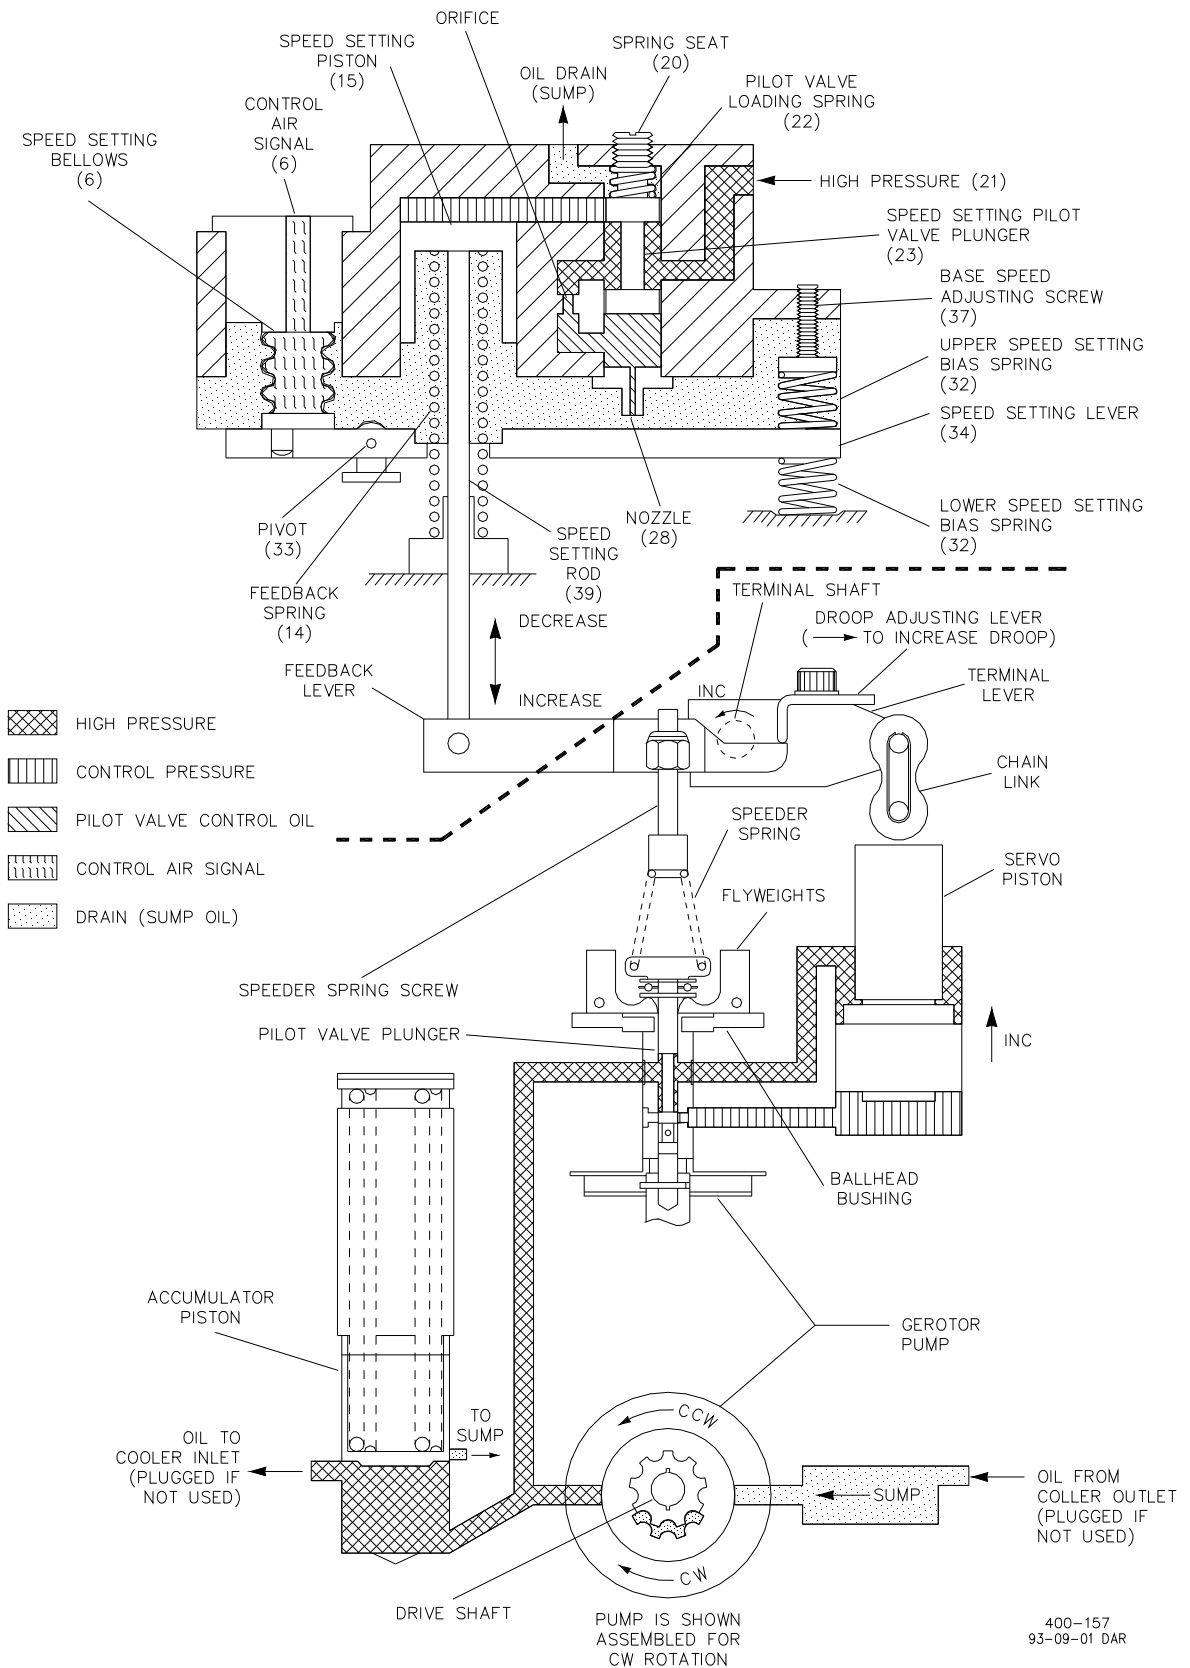 ORIFICE
SPEED SETTING
PISTON
(15)
SPRING SEAT
(20)
OIL DRAIN
(SUMP)
PILOT VALVE
LOADING SPRING
(22)
CONTROL
AIR
SIGNAL
(6)
SPEED SETTING
BELLOWS
(6)
HIGH PRESSURE (21)
SPEED SETTING PILOT
VALVE PLUNGER
(23)
BASE SPEED
ADJUSTING SCREW
(37)
UPPER SPEED SETTING
BIAS SPRING
(32)
SPEED SETTING LEVER
(34)
LOWER SPEED SETTING
BIAS SPRING
(32)
PIVOT
(33)
NOZZLE
(28)
SPEED
SETTING
ROD
(39)
FEEDBACK
SPRING
(14)
TERMINAL SHAFT
DECREASE
DROOP ADJUSTING LEVER
( TO INCREASE DROOP)
FEEDBACK
LEVER
INCREASE
INC
TERMINAL
LEVER
HIGH PRESSURE
CONTROL PRESSURE
PILOT VALVE CONTROL OIL
CONTROL AIR SIGNAL
DRAIN (SUMP OIL)
CHAIN
LINK
SPEEDER
SPRING
SERVO
PISTON
FLYWEIGHTS
SPEEDER SPRING SCREW
PILOT VALVE PLUNGER
INC
BALLHEAD
BUSHING
ACCUMULATOR
PISTON
GEROTOR
PUMP
TO
SUMP
CCW
OIL TO
COOLER INLET
(PLUGGED IF
NOT USED)
SUMP
OIL FROM
COLLER OUTLET
(PLUGGED IF
NOT USED)
CW
DRIVE SHAFT
PUMP IS SHOWN
ASSEMBLED FOR
CW ROTATION
400-157
93-09-01 DAR